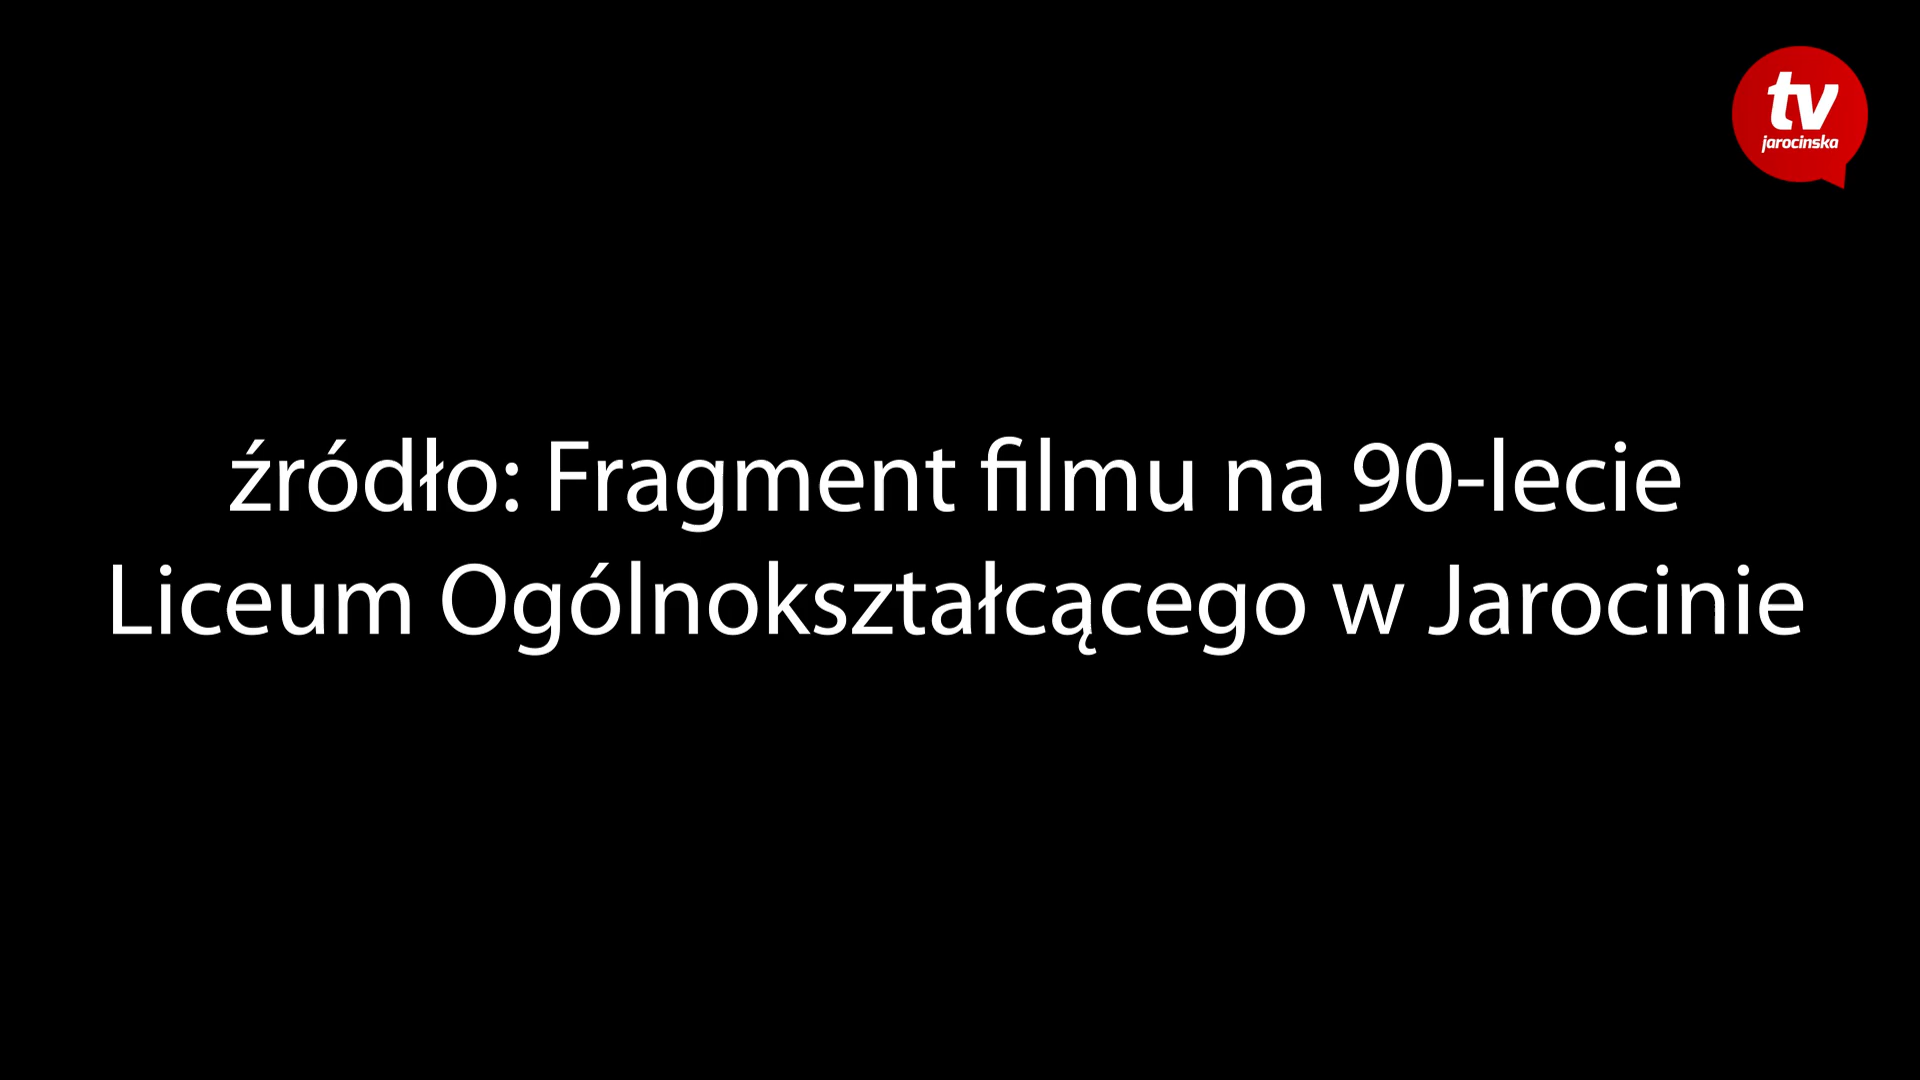 tv
jarocinska
źródło: Fragment filmu na 90-lecie
Liceum Ogólnokształcącego w Jarocinie